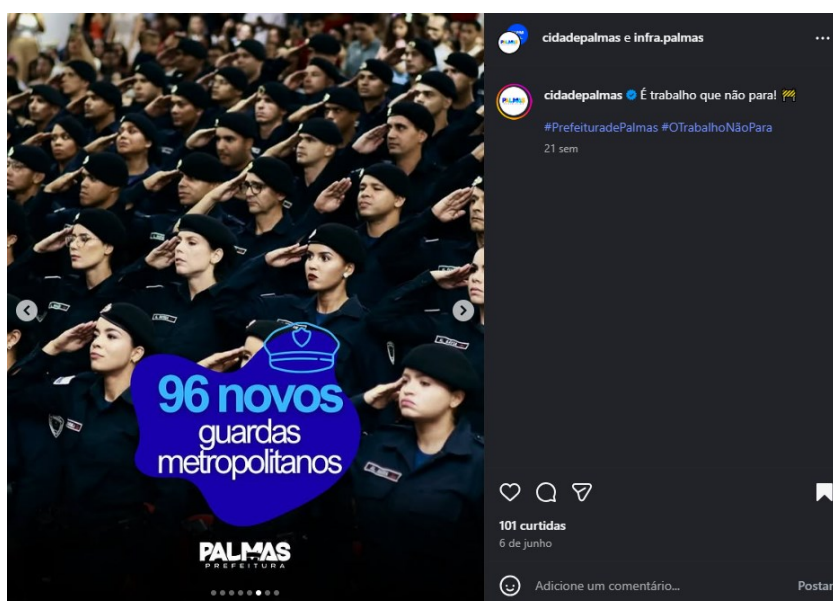 96 novos
guardas
metropolitanos
PALMAS
PREFEITURA
cidadepalmas e infra.palmas
cidadepalmas É trabalho que não para! 🚧
#PrefeituradePalmas #OTrabalhoNãoPara
21 sem
101 curtidas
6 de junho
Adicione um comentário...
Postar